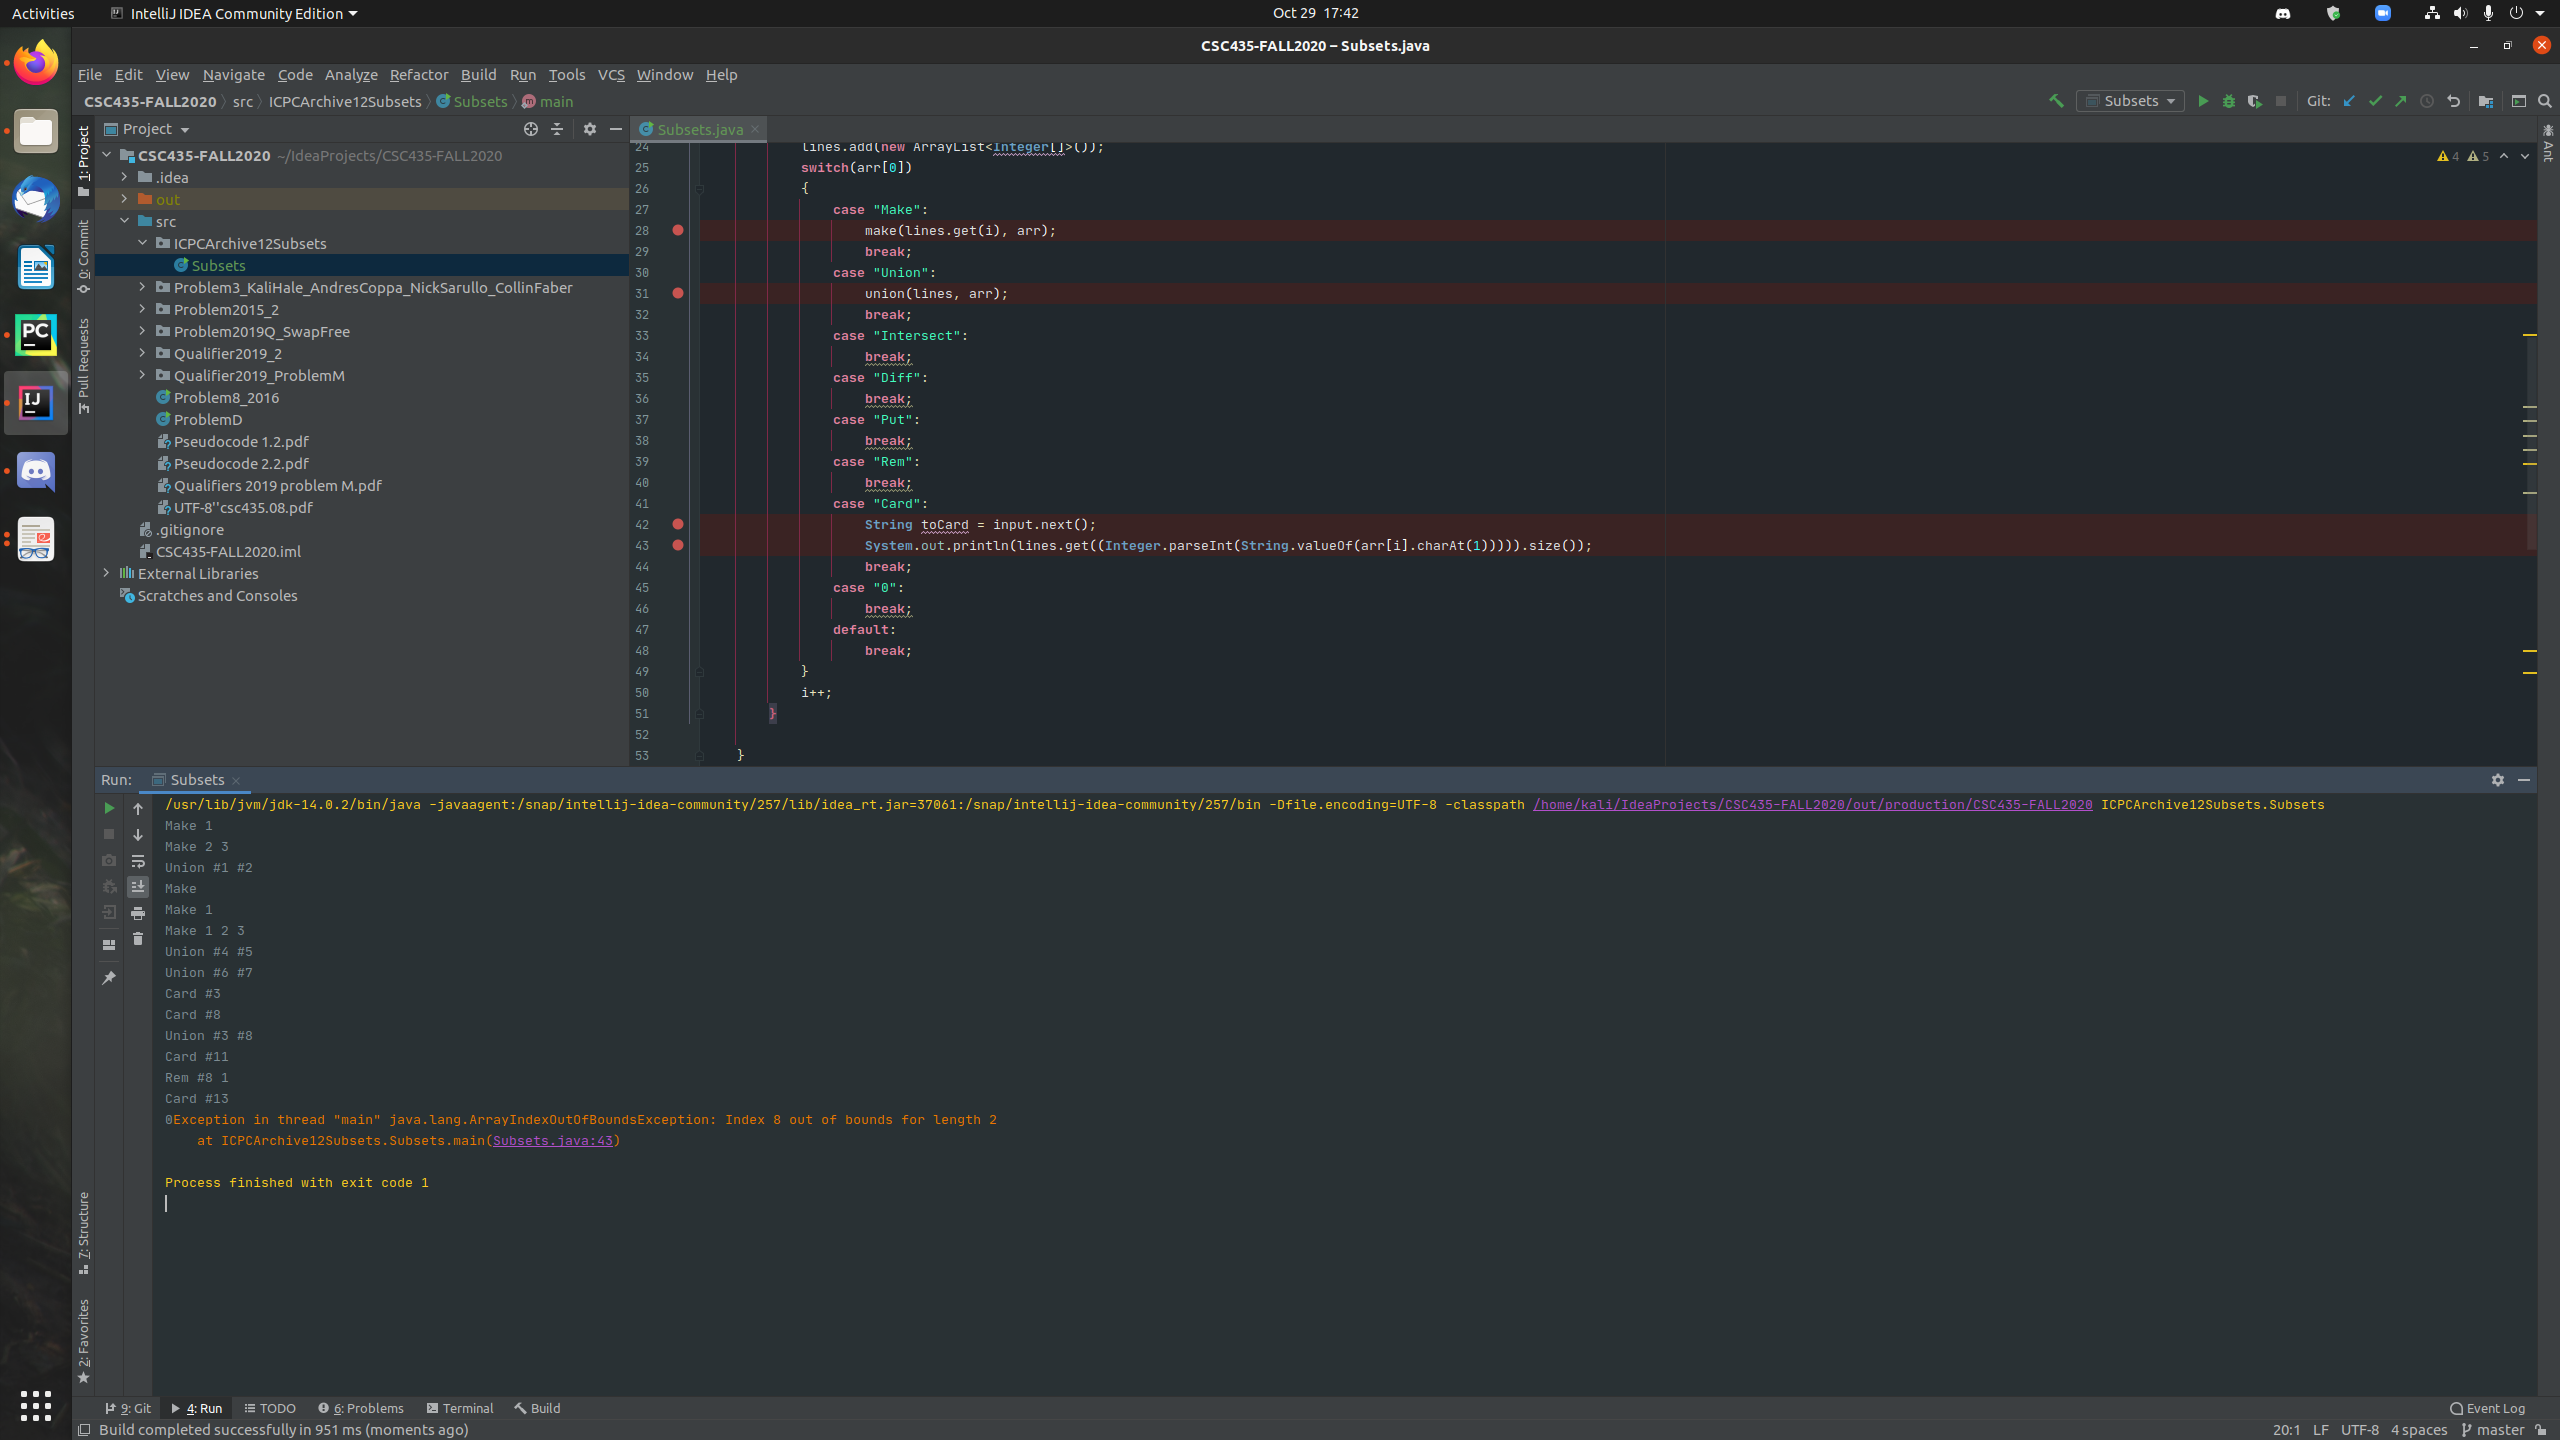 Activities
IntelliJ IDEA Community Edition
Oct 29 17:42
CSC435-FALL2020 – Subsets.java
File Edit View Navigate Code Analyze Refactor Build Run Tools VCS Window Help
CSC435-FALL2020 src ICPCArchive12Subsets Subsets main
Subsets
Git:
1: Project
0: Commit
Pull Requests
7: Structure
2: Favorites
Project
CSC435-FALL2020 ~/IdeaProjects/CSC435-FALL2020
.idea
out
src
ICPCArchive12Subsets
Subsets
Problem3_KaliHale_AndresCoppa_NickSarullo_CollinFaber
Problem2015_2
Problem2019Q_SwapFree
Qualifier2019_2
Qualifier2019_ProblemM
Problem8_2016
ProblemD
Pseudocode 1.2.pdf
Pseudocode 2.2.pdf
Qualifiers 2019 problem M.pdf
UTF-8''csc435.08.pdf
.gitignore
CSC435-FALL2020.iml
External Libraries
Scratches and Consoles
Subsets.java
4 5
Ant
24 lines.add(new ArrayList<Integer[]>());
25 switch(arr[0])
26 {
27 case "Make":
28 make(lines.get(i), arr);
29 break;
30 case "Union":
31 union(lines, arr);
32 break;
33 case "Intersect":
34 break;
35 case "Diff":
36 break;
37 case "Put":
38 break;
39 case "Rem":
40 break;
41 case "Card":
42 String toCard = input.next();
43 System.out.println(lines.get((Integer.parseInt(String.valueOf(arr[i].charAt(1))))).size());
44 break;
45 case "0":
46 break;
47 default:
48 break;
49 }
50 i++;
51 }
52
53 }
Run: Subsets
/usr/lib/jvm/jdk-14.0.2/bin/java -javaagent:/snap/intellij-idea-community/257/lib/idea_rt.jar=37061:/snap/intellij-idea-community/257/bin -Dfile.encoding=UTF-8 -classpath /home/kali/IdeaProjects/CSC435-FALL2020/out/production/CSC435-FALL2020 ICPCArchive12Subsets.Subsets
Make 1
Make 2 3
Union #1 #2
Make
Make 1
Make 1 2 3
Union #4 #5
Union #6 #7
Card #3
Card #8
Union #3 #8
Card #11
Rem #8 1
Card #13
0Exception in thread "main" java.lang.ArrayIndexOutOfBoundsException: Index 8 out of bounds for length 2
at ICPCArchive12Subsets.Subsets.main(Subsets.java:43)
Process finished with exit code 1
9: Git 4: Run TODO 6: Problems Terminal Build
Event Log
Build completed successfully in 951 ms (moments ago)
20:1 LF UTF-8 4 spaces master
PC
IJ